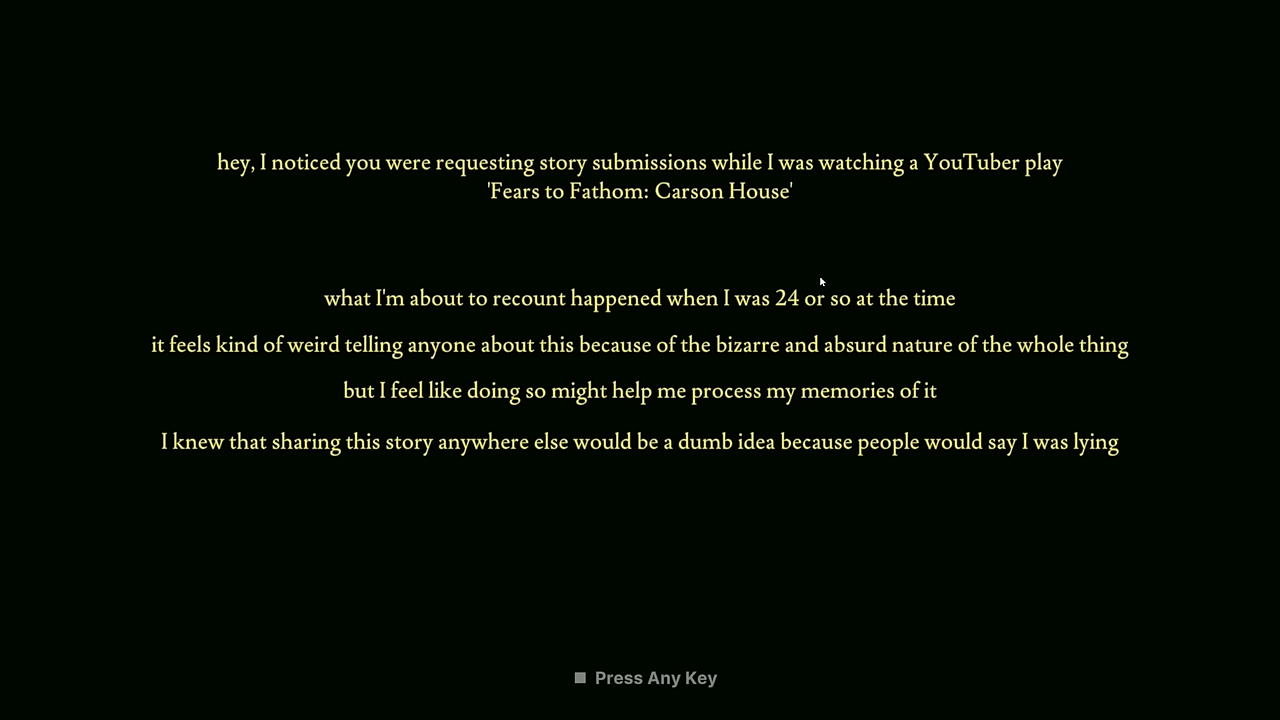 hey, I noticed you were requesting story submissions while I was watching a YouTuber play
'Fears to Fathom: Carson House'
what I'm about to recount happened when I was 24 or so at the time
it feels kind of weird telling anyone about this because of the bizarre and absurd nature of the whole thing
but I feel like doing so might help me process my memories of it
I knew that sharing this story anywhere else would be a dumb idea because people would say I was lying
Press Any Key